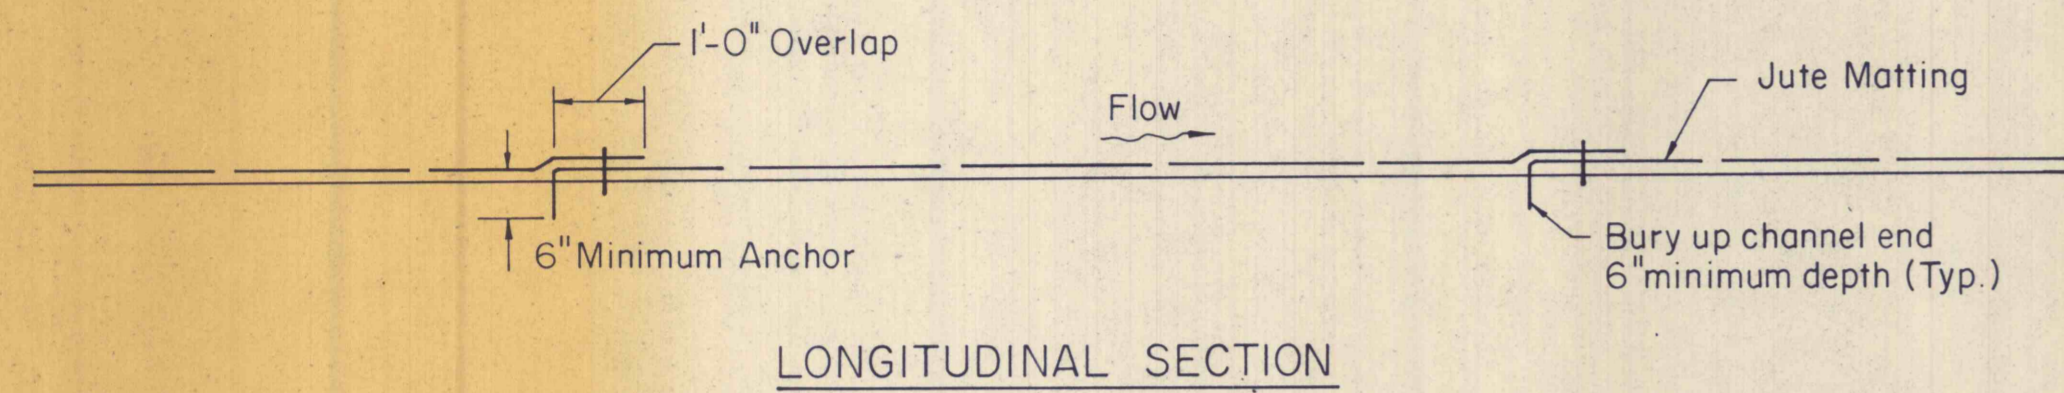 1'-0" Overlap
Jute Matting
Flow
6" Minimum Anchor
Bury up channel end
6" minimum depth (Typ.)
LONGITUDINAL SECTION